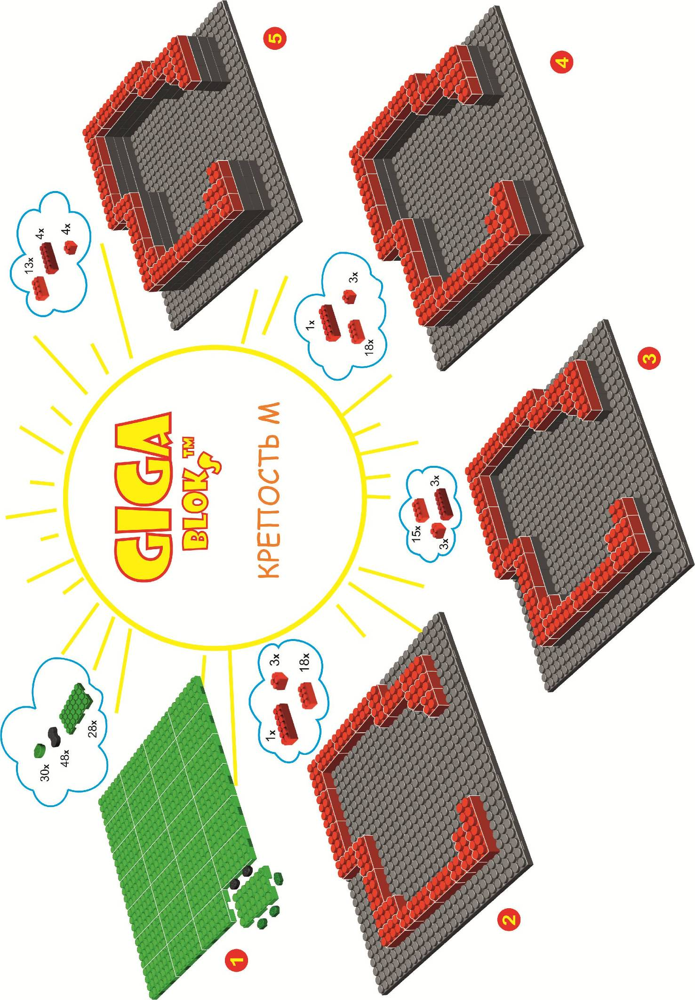 GIGA
BLOKS™
КРЕПОСТЬ М
30x
48x
28x
1
1x
3x
18x
2
15x
3x
3x
3
1x
3x
18x
4
13x
4x
4x
5